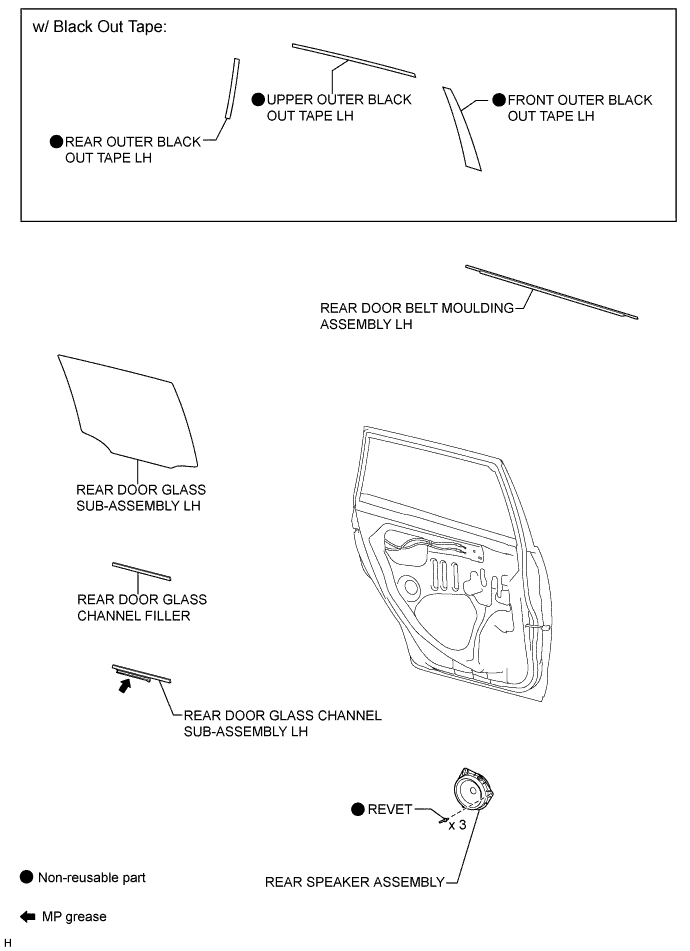 w/ Black Out Tape:
UPPER OUTER BLACK
OUT TAPE LH
FRONT OUTER BLACK
OUT TAPE LH
REAR OUTER BLACK
OUT TAPE LH
REAR DOOR BELT MOULDING
ASSEMBLY LH
REAR DOOR GLASS
SUB-ASSEMBLY LH
REAR DOOR GLASS
CHANNEL FILLER
REAR DOOR GLASS CHANNEL
SUB-ASSEMBLY LH
REVET
x 3
REAR SPEAKER ASSEMBLY
Non-reusable part
MP grease
H